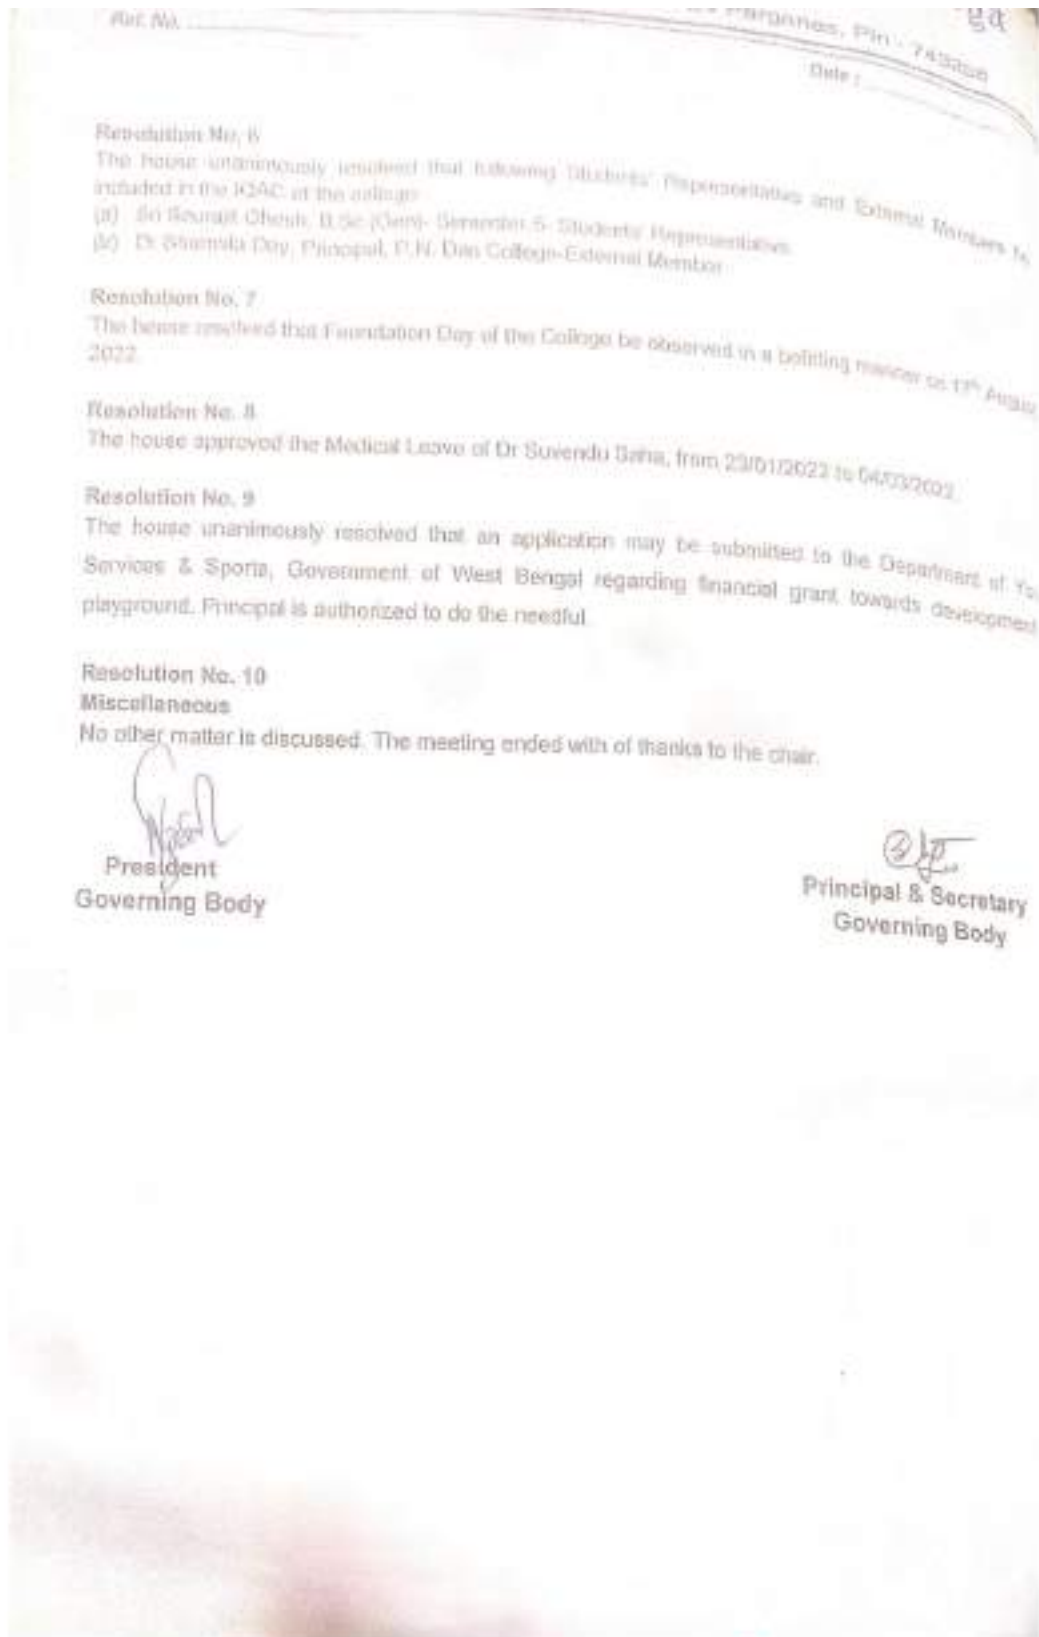 Ref. No.
Parganas, Pin - 743268
Date :
Resolution No. 6
The house unanimously resolved that following Students' Representative and External Members be
included in the IQAC of the college
(a) Sri Sourajit Ghosh, B.Sc (Gen)- Semester 5- Students' Representative
(b) Dr Sharmila Dey, Principal, P.N. Das College-External Member
Resolution No. 7
The house resolved that Foundation Day of the College be observed in a befitting manner on 17th August
2022.
Resolution No. 8
The house approved the Medical Leave of Dr Suvendu Saha, from 23/01/2022 to 04/03/2022.
Resolution No. 9
The house unanimously resolved that an application may be submitted to the Department of You
Services & Sports, Government of West Bengal regarding financial grant towards development
playground. Principal is authorized to do the needful.
Resolution No. 10
Miscellaneous
No other matter is discussed. The meeting ended with of thanks to the chair.
President
Governing Body
Principal & Secretary
Governing Body